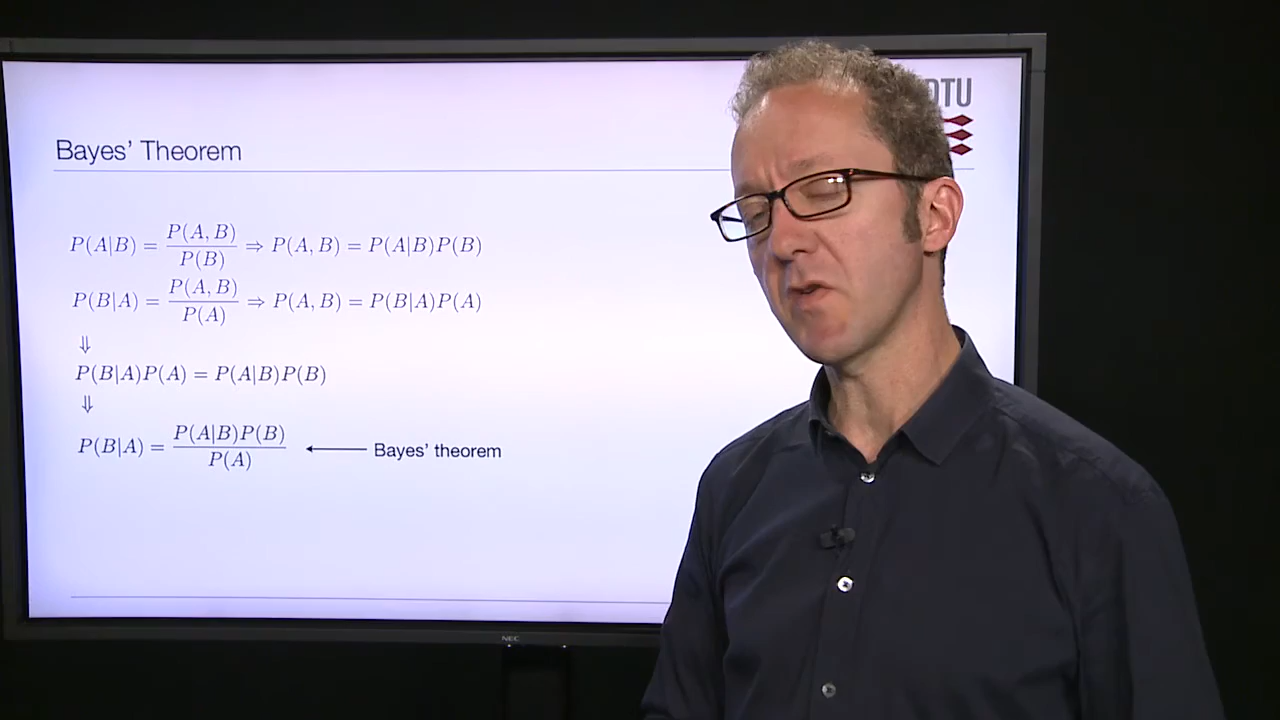 DTU
Bayes' Theorem
P(A|B) = P(A, B) / P(B) ⇒ P(A, B) = P(A|B)P(B)
P(B|A) = P(A, B) / P(A) ⇒ P(A, B) = P(B|A)P(A)
⇓
P(B|A)P(A) = P(A|B)P(B)
⇓
P(B|A) = P(A|B)P(B) / P(A) ← Bayes' theorem
NEC